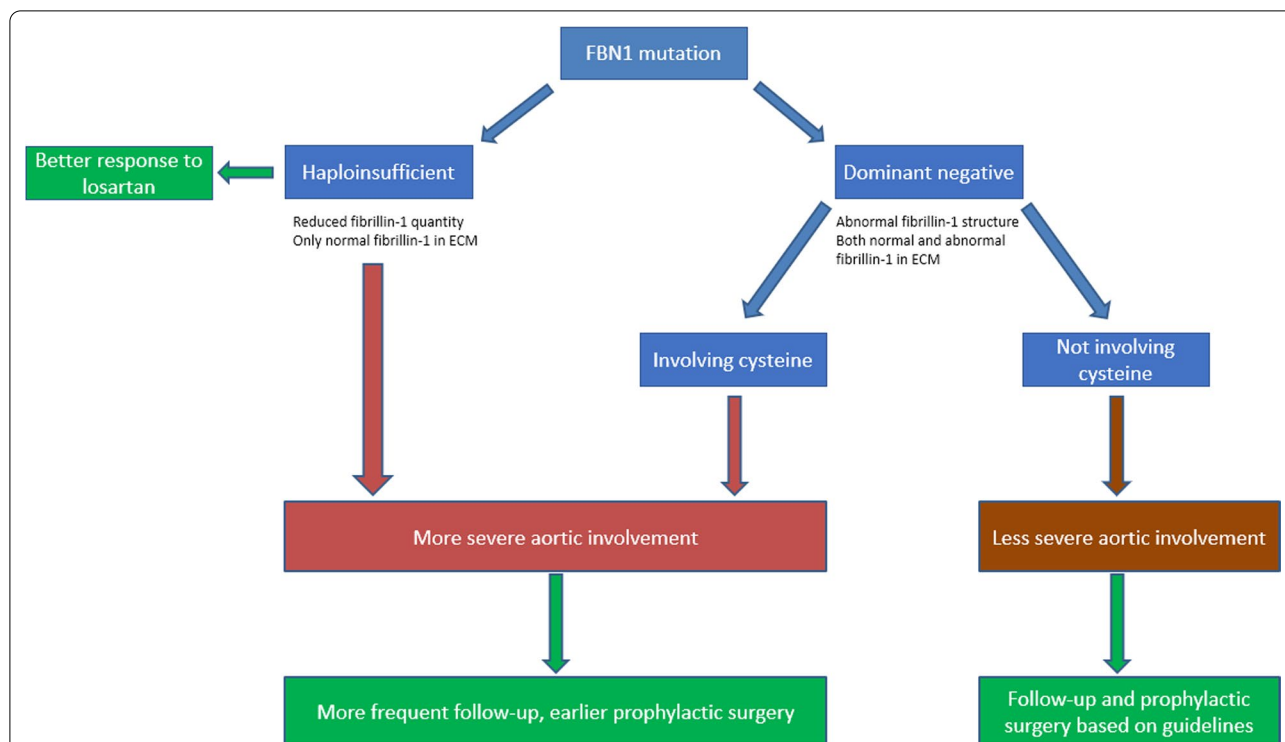 FBN1 mutation
Better response to
losartan
Haploinsufficient
Dominant negative
Reduced fibrillin-1 quantity
Only normal fibrillin-1 in ECM
Abnormal fibrillin-1 structure
Both normal and abnormal
fibrillin-1 in ECM
Involving cysteine
Not involving
cysteine
More severe aortic involvement
Less severe aortic involvement
More frequent follow-up, earlier prophylactic surgery
Follow-up and prophylactic
surgery based on guidelines